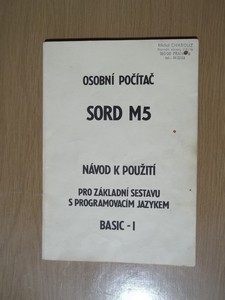 OSOBNÍ POČÍTAČ
SORD M5
NÁVOD K POUŽITÍ
PRO ZÁKLADNÍ SESTAVU
S PROGRAMOVACÍM JAZYKEM
BASIC - I